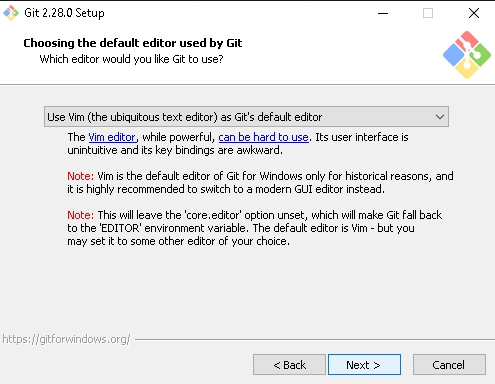 Git 2.28.0 Setup
Choosing the default editor used by Git
Which editor would you like Git to use?
Use Vim (the ubiquitous text editor) as Git's default editor
The Vim editor, while powerful, can be hard to use. Its user interface is
unintuitive and its key bindings are awkward.
Note: Vim is the default editor of Git for Windows only for historical reasons, and
it is highly recommended to switch to a modern GUI editor instead.
Note: This will leave the 'core.editor' option unset, which will make Git fall back
to the 'EDITOR' environment variable. The default editor is Vim - but you
may set it to some other editor of your choice.
https://gitforwindows.org/
< Back
Next >
Cancel